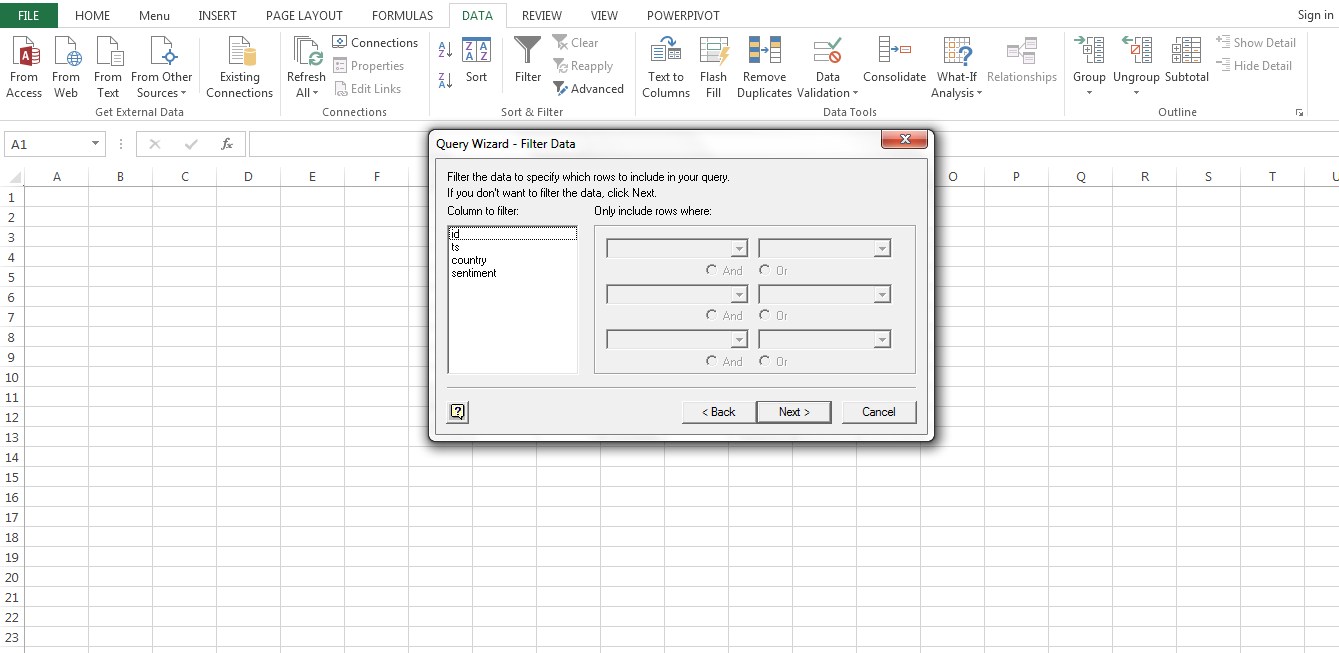 FILE HOME Menu INSERT PAGE LAYOUT FORMULAS DATA REVIEW VIEW POWERPIVOT Sign in
From Access
From Web
From Text
From Other Sources
Existing Connections
Get External Data
Refresh All
Connections
Properties
Edit Links
Connections
A Z
Z A
Z A A Z
Sort
Filter
Clear
Reapply
Advanced
Sort & Filter
Text to Columns
Flash Fill
Remove Duplicates
Data Validation
Consolidate
What-If Analysis
Relationships
Data Tools
Group
Ungroup
Subtotal
Show Detail
Hide Detail
Outline
A1
fx
A B C D E F O P Q R S T U
1
2
3
4
5
6
7
8
9
10
11
12
13
14
15
16
17
18
19
20
21
22
23
Query Wizard - Filter Data
Filter the data to specify which rows to include in your query.
If you don't want to filter the data, click Next.
Column to filter:
Only include rows where:
id
ts
country
sentiment
And Or
And Or
And Or
?
< Back Next > Cancel